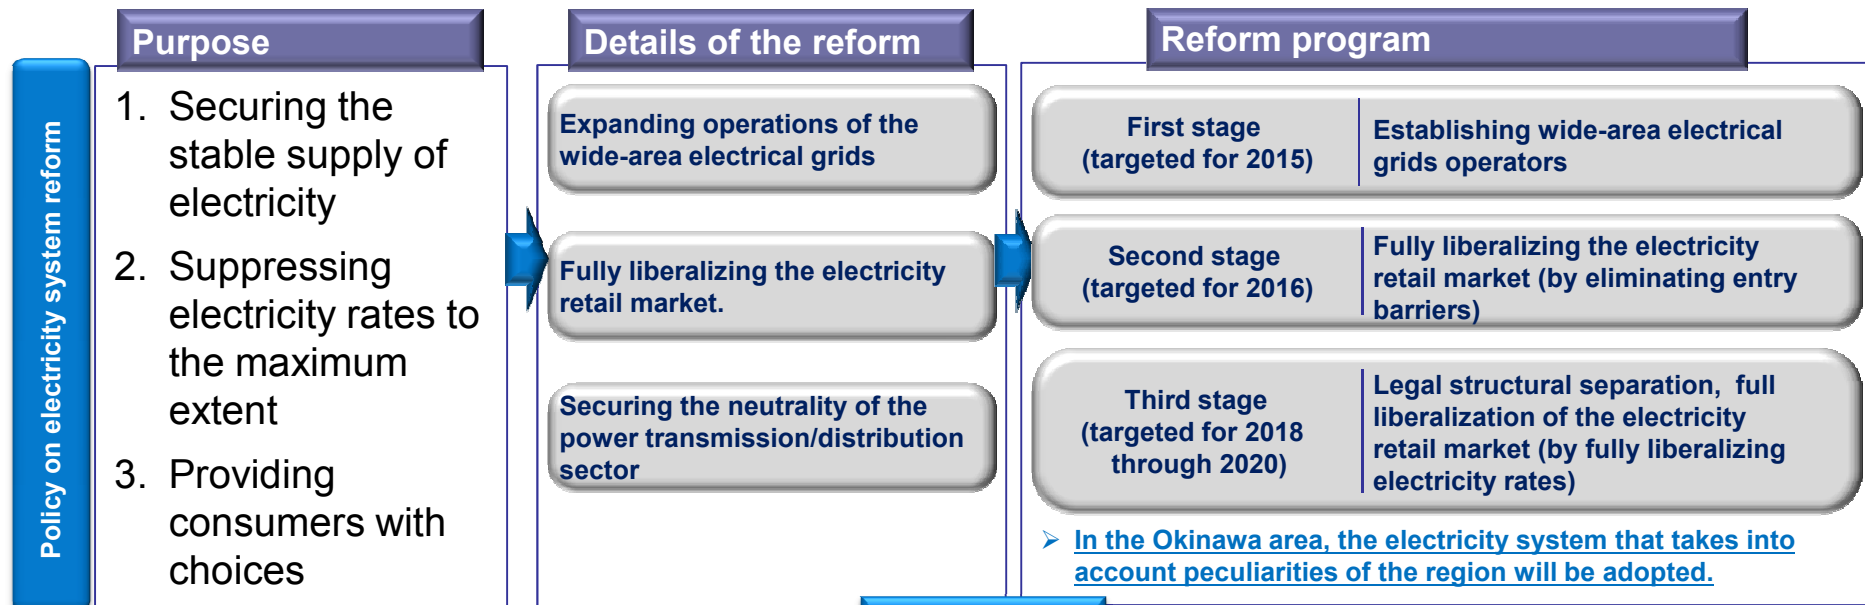 Policy on electricity system reform
Purpose
1. Securing the
stable supply of
electricity
2. Suppressing
electricity rates to
the maximum
extent
3. Providing
consumers with
choices
Details of the reform
Expanding operations of the
wide-area electrical grids
Fully liberalizing the electricity
retail market.
Securing the neutrality of the
power transmission/distribution
sector
Reform program
First stage
(targeted for 2015)
Establishing wide-area electrical
grids operators
Second stage
(targeted for 2016)
Fully liberalizing the electricity
retail market (by eliminating entry
barriers)
Third stage
(targeted for 2018
through 2020)
Legal structural separation, full
liberalization of the electricity
retail market (by fully liberalizing
electricity rates)
➢ In the Okinawa area, the electricity system that takes into
account peculiarities of the region will be adopted.